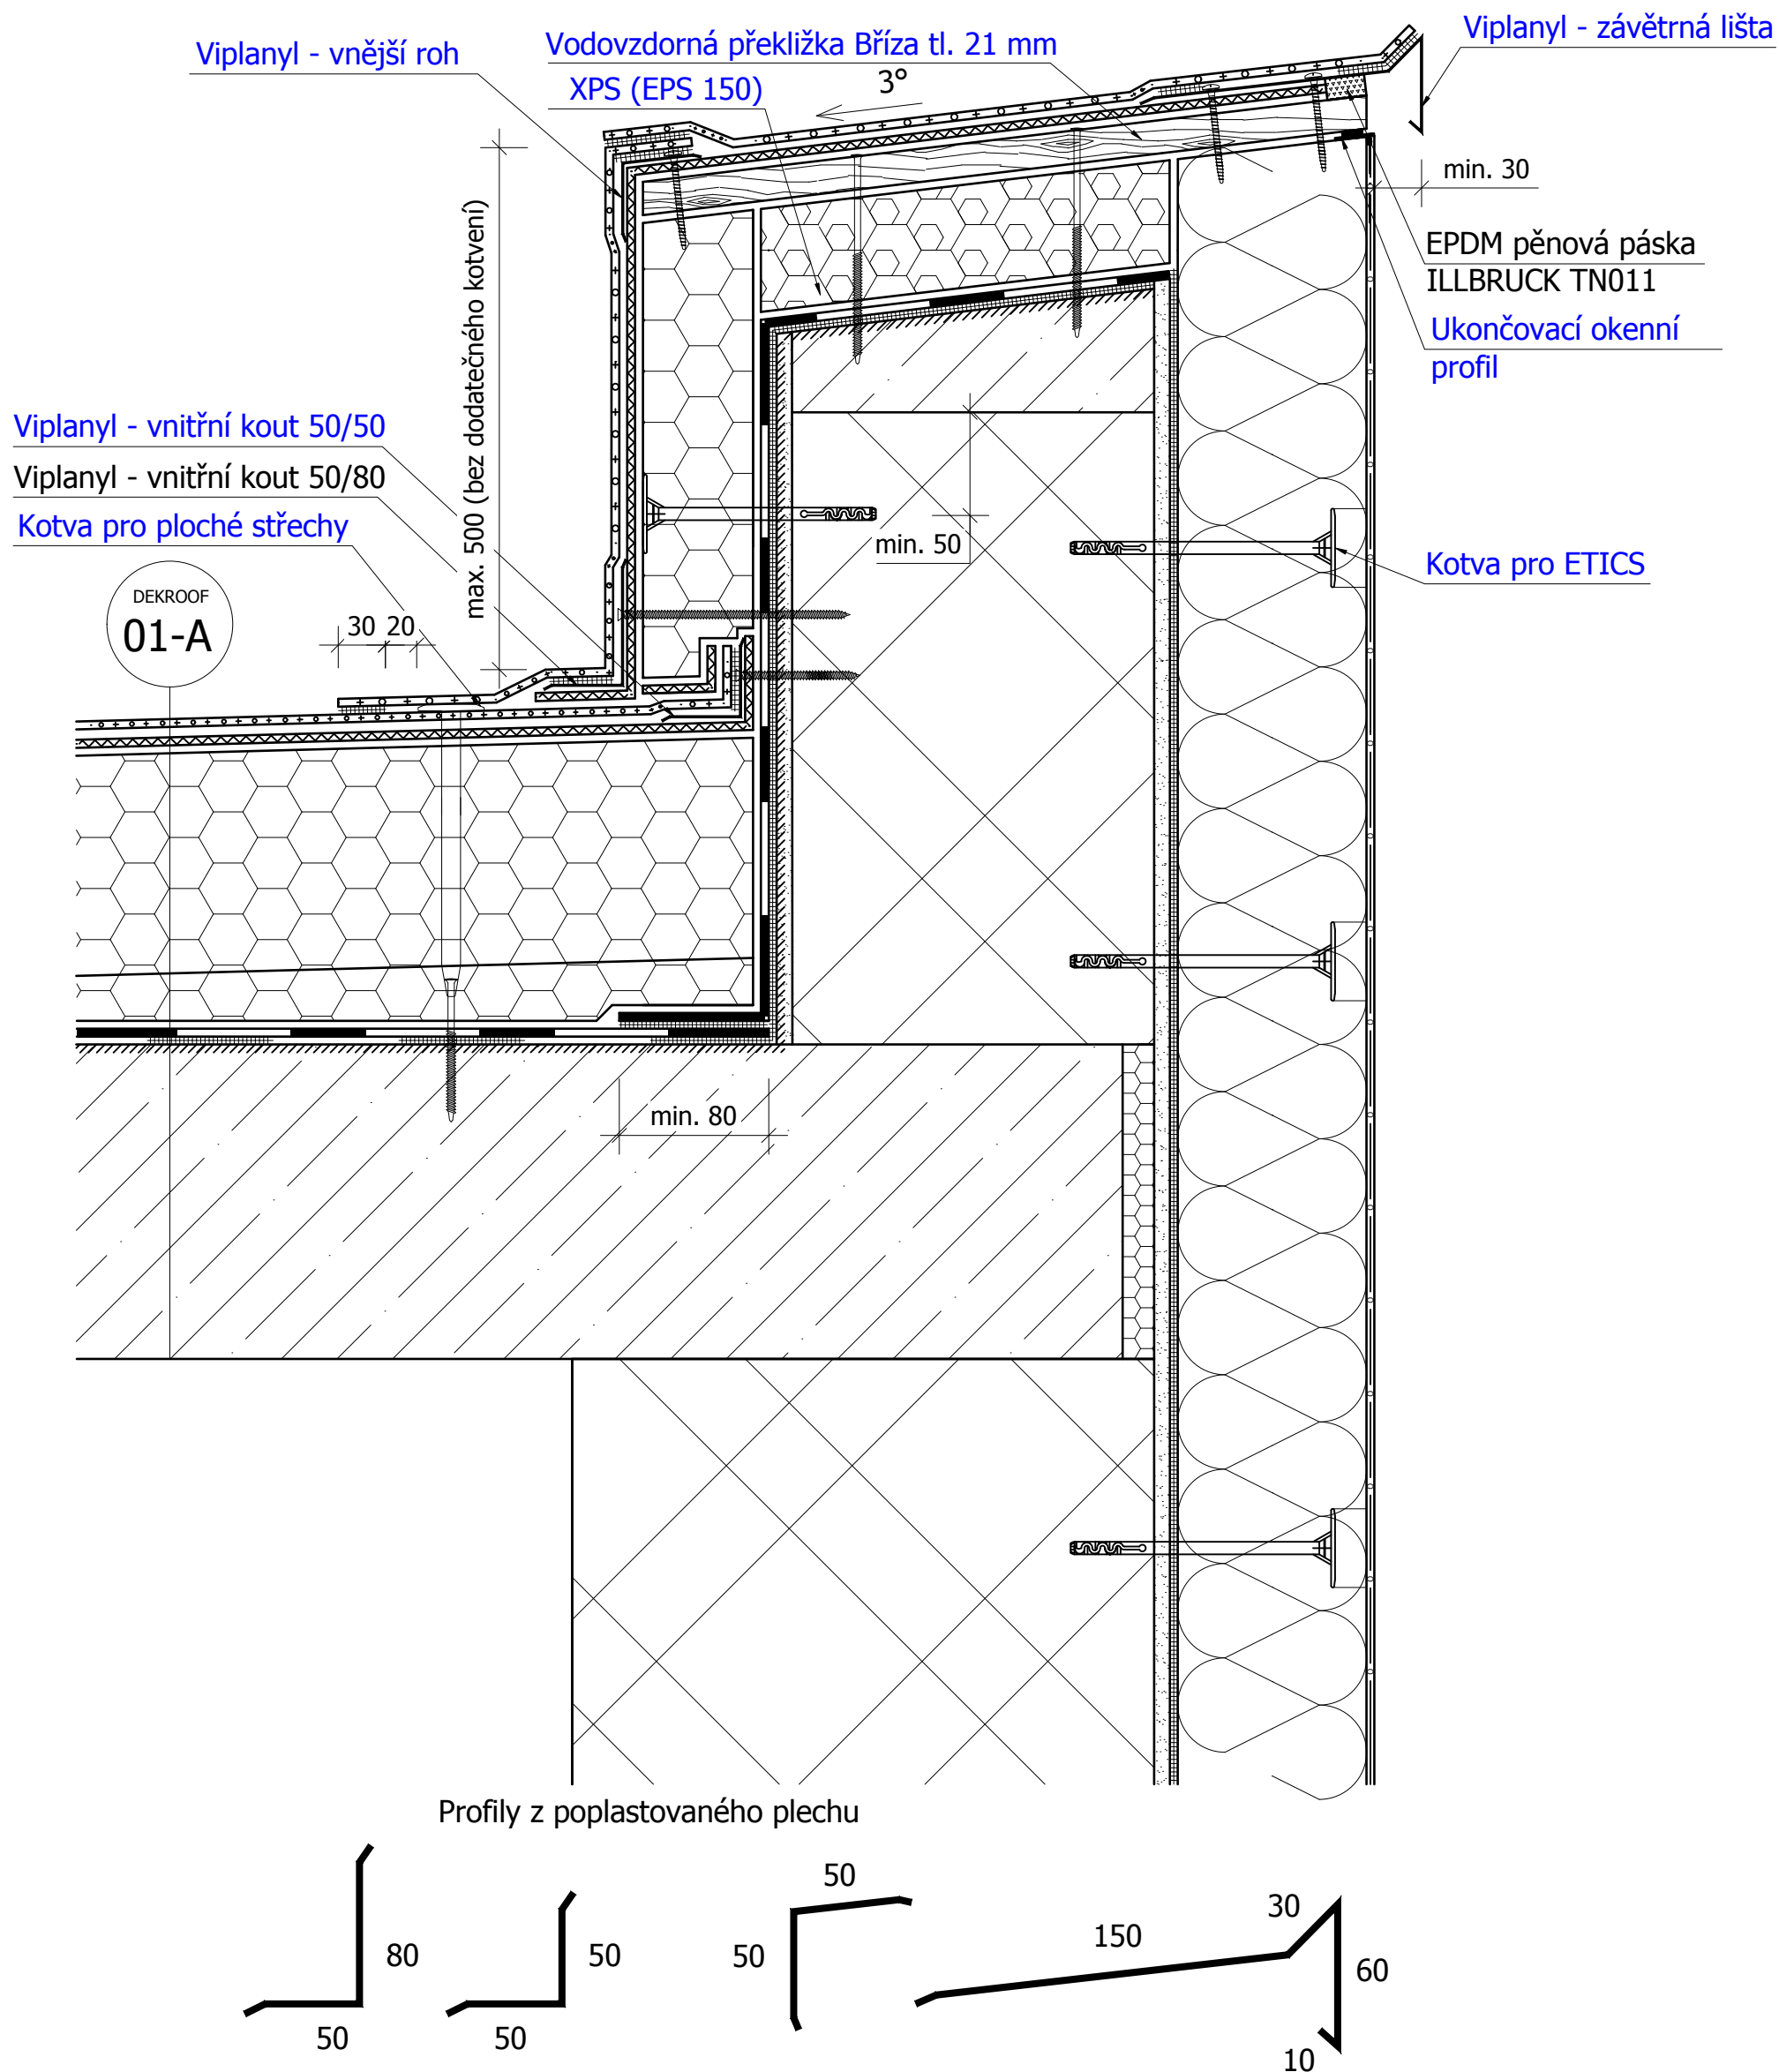 Viplanyl - závětrná lišta
Vodovzdorná překližka Bříza tl. 21 mm
Viplanyl - vnější roh
XPS (EPS 150)
3°
min. 30
EPDM pěnová páska
ILLBRUCK TN011
Ukončovací okenní
profil
max. 500 (bez dodatečného kotvení)
Viplanyl - vnitřní kout 50/50
Viplanyl - vnitřní kout 50/80
Kotva pro ploché střechy
min. 50
Kotva pro ETICS
DEKROOF
01-A
30 20
min. 80
Profily z poplastovaného plechu
80
50
50
50
50
50
150
30
60
10